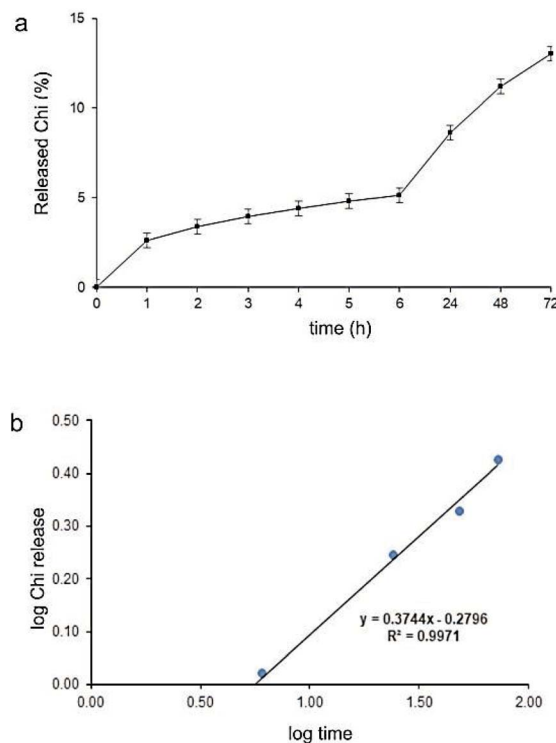 a
15
10
5
0
Released Chi (%)
0 1 2 3 4 5 6 24 48 72
time (h)
b
0.50
0.40
0.30
0.20
0.10
0.00
log Chi release
y = 0.3744x - 0.2796
R² = 0.9971
0.00 0.50 1.00 1.50 2.00
log time